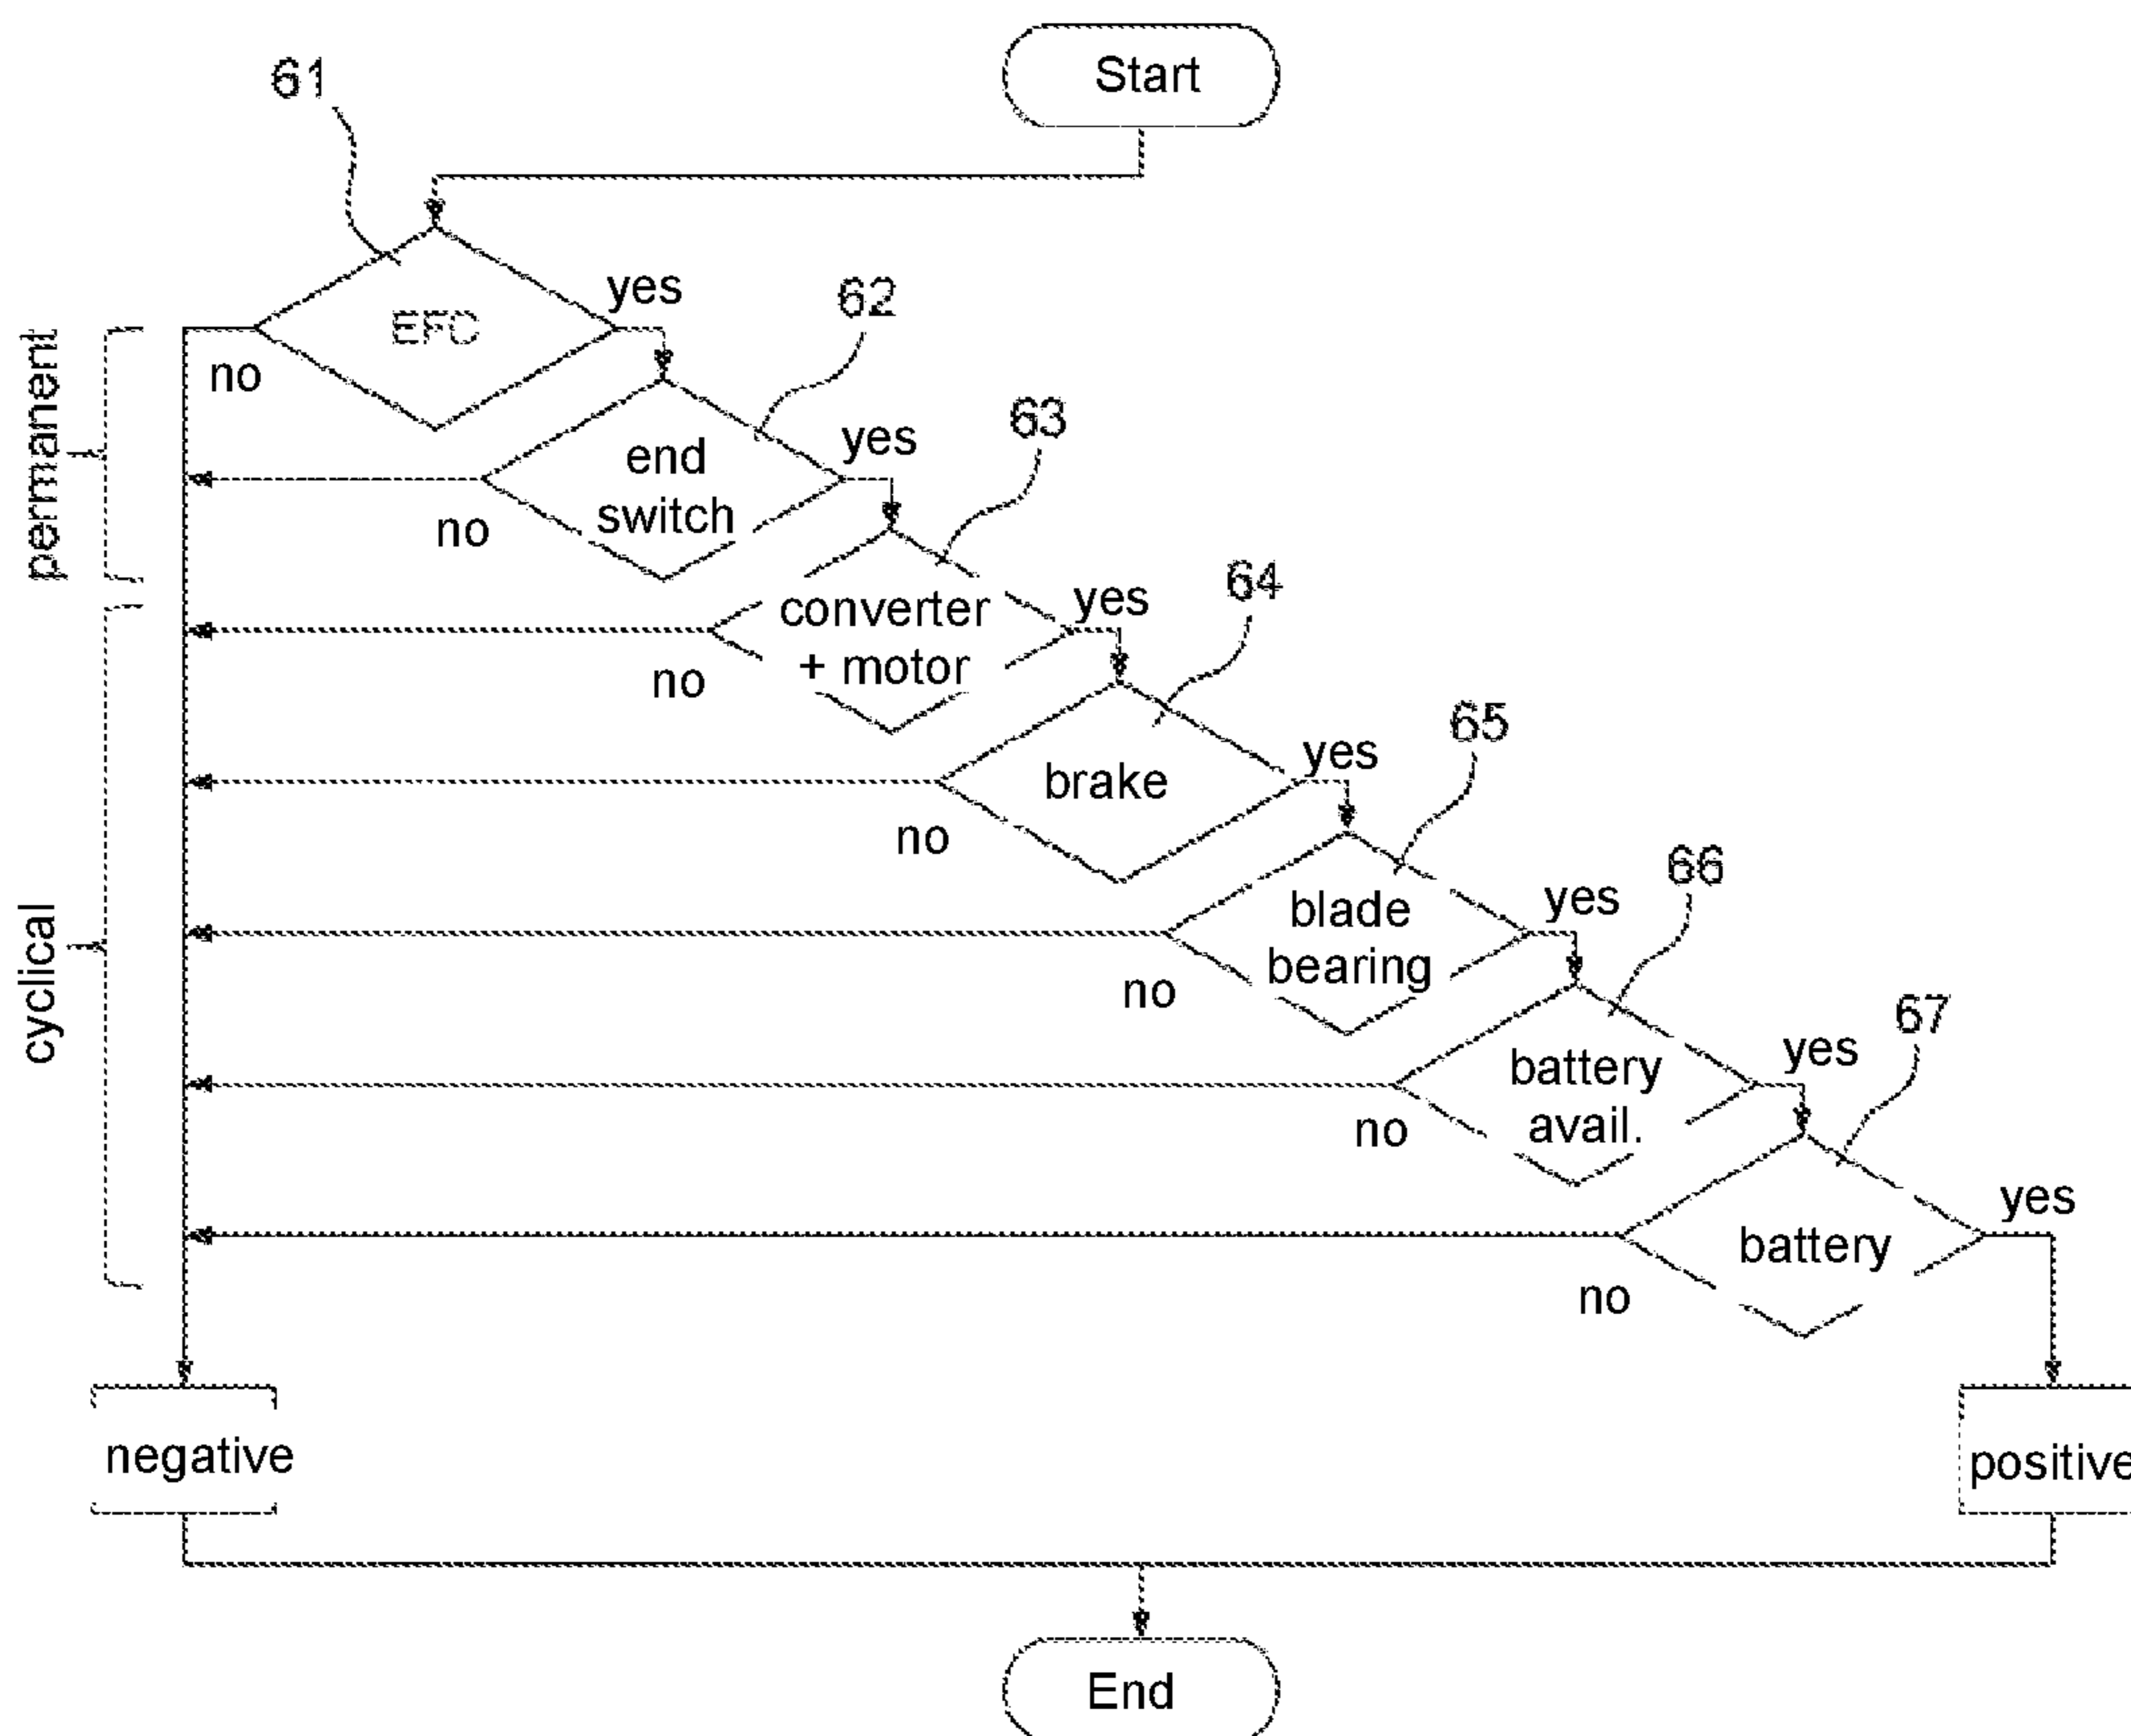 Start
61
EFC
yes
no
62
end
switch
yes
no
permanent
63
converter
+ motor
yes
no
64
brake
yes
no
65
blade
bearing
yes
no
66
battery
avail.
yes
no
67
battery
yes
no
cyclical
negative
positive
End